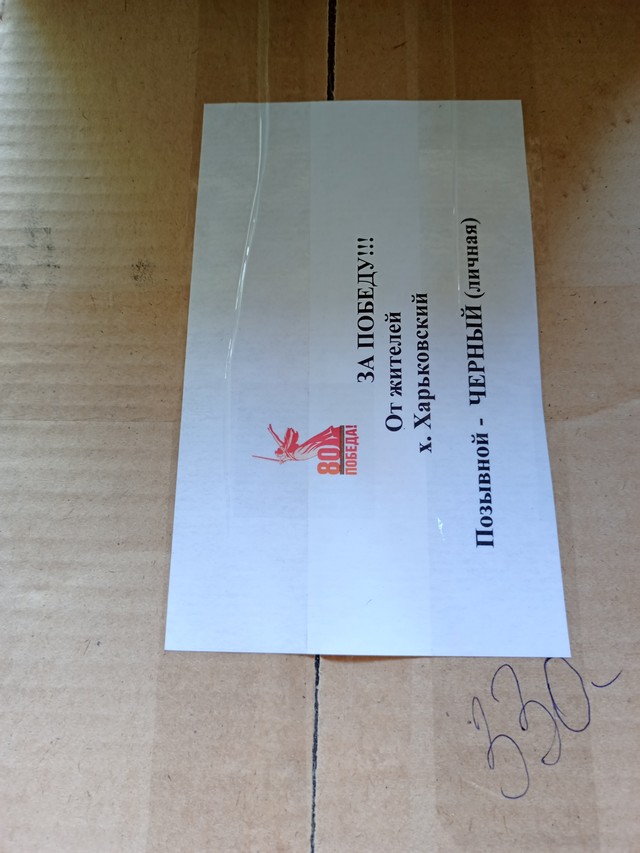 80
ПОБЕДА!
ЗА ПОБЕДУ!!!
От жителей
х. Харьковский
Позывной - ЧЕРНЫЙ (личная)
330